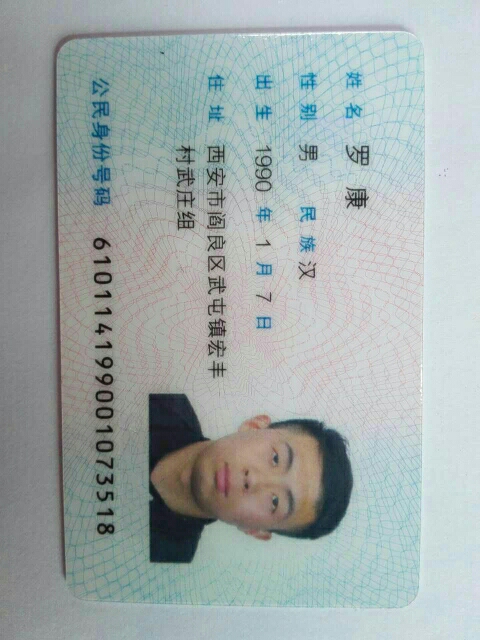 姓名 罗康
性别 男 民族 汉
出生 1990 年 1 月 7 日
住址 西安市阎良区武屯镇宏丰
村武庄组
公民身份号码 610114199001073518